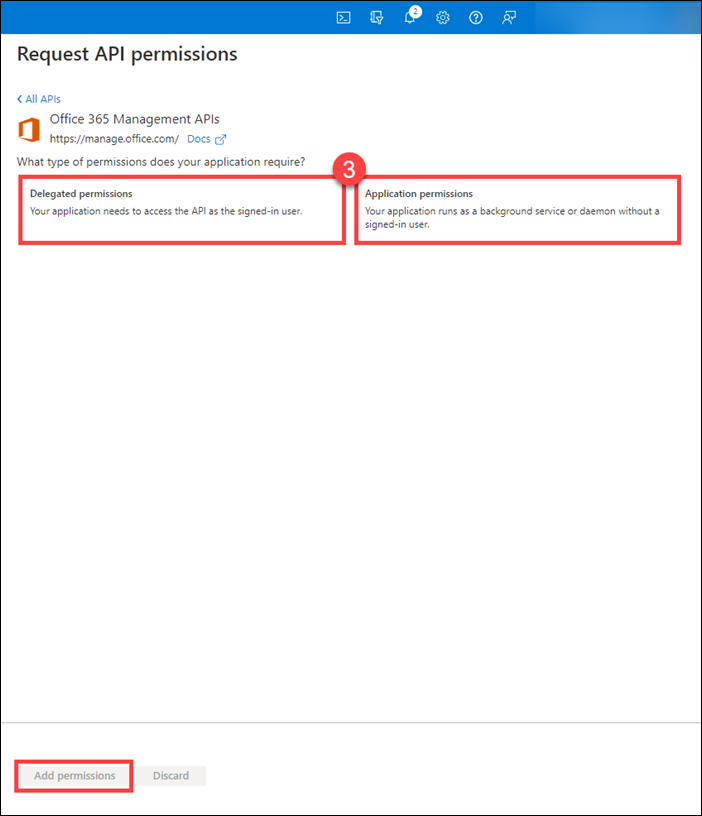 2
Request API permissions
All APIs
Office 365 Management APIs
https://manage.office.com/ Docs
What type of permissions does your application require?
3
Delegated permissions
Your application needs to access the API as the signed-in user.
Application permissions
Your application runs as a background service or daemon without a
signed-in user.
Add permissions
Discard